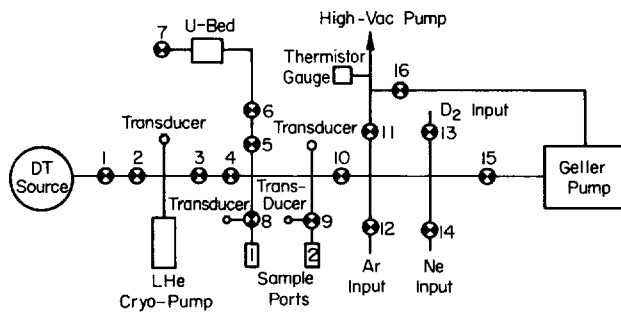 High-Vac Pump
U-Bed
7
Thermistor
Gauge
16
6
D2 Input
Transducer
Transducer
5
11
13
DT
Source
1
2
3
4
10
15
Geller
Pump
Transducer
Trans-
Ducer
8
9
12
14
1
2
LHe
Cryo-Pump
Sample
Ports
Ar
Input
Ne
Input